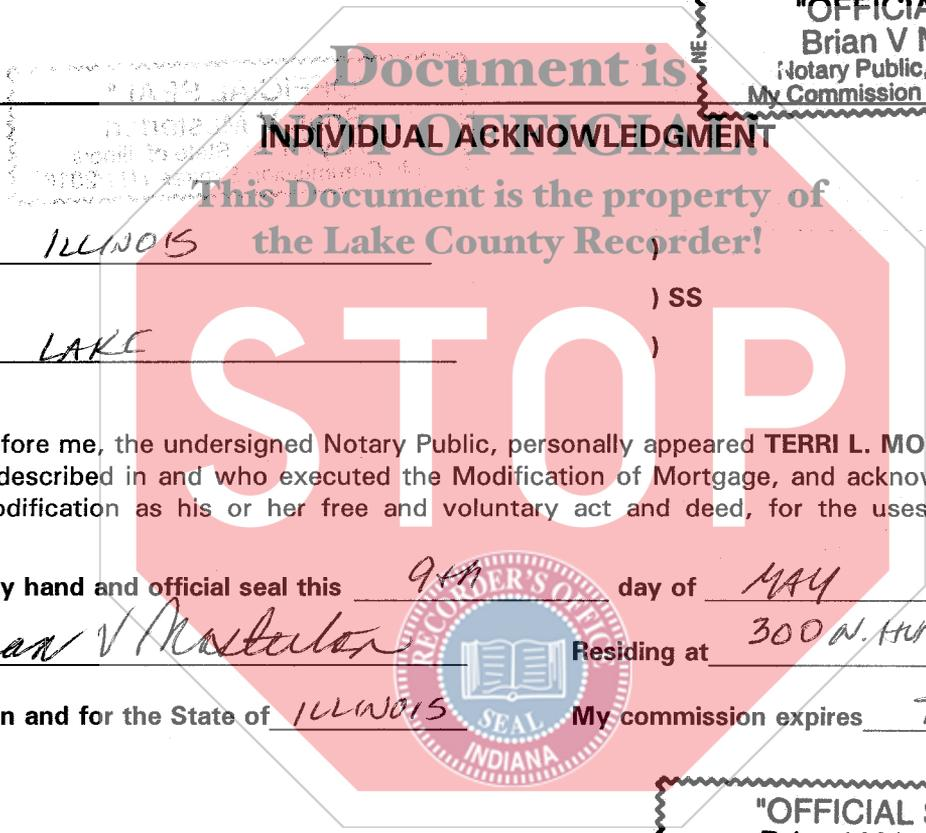 "OFFICIA
Brian V M
Notary Public,
My Commission
NE
Document is
INDIVIDUAL ACKNOWLEDGMENT
NOT OFFICIAL!
This Document is the property of
the Lake County Recorder!
ILLINOIS )
) SS
LAKE )
STOP
fore me, the undersigned Notary Public, personally appeared TERRI L. MO
described in and who executed the Modification of Mortgage, and acknow
odification as his or her free and voluntary act and deed, for the uses
y hand and official seal this 9th day of MAY
an V Residing at 300 N. HU
n and for the State of ILLINOIS My commission expires
RECORDER'S OFFICE
SEAL
INDIANA
"OFFICIAL S